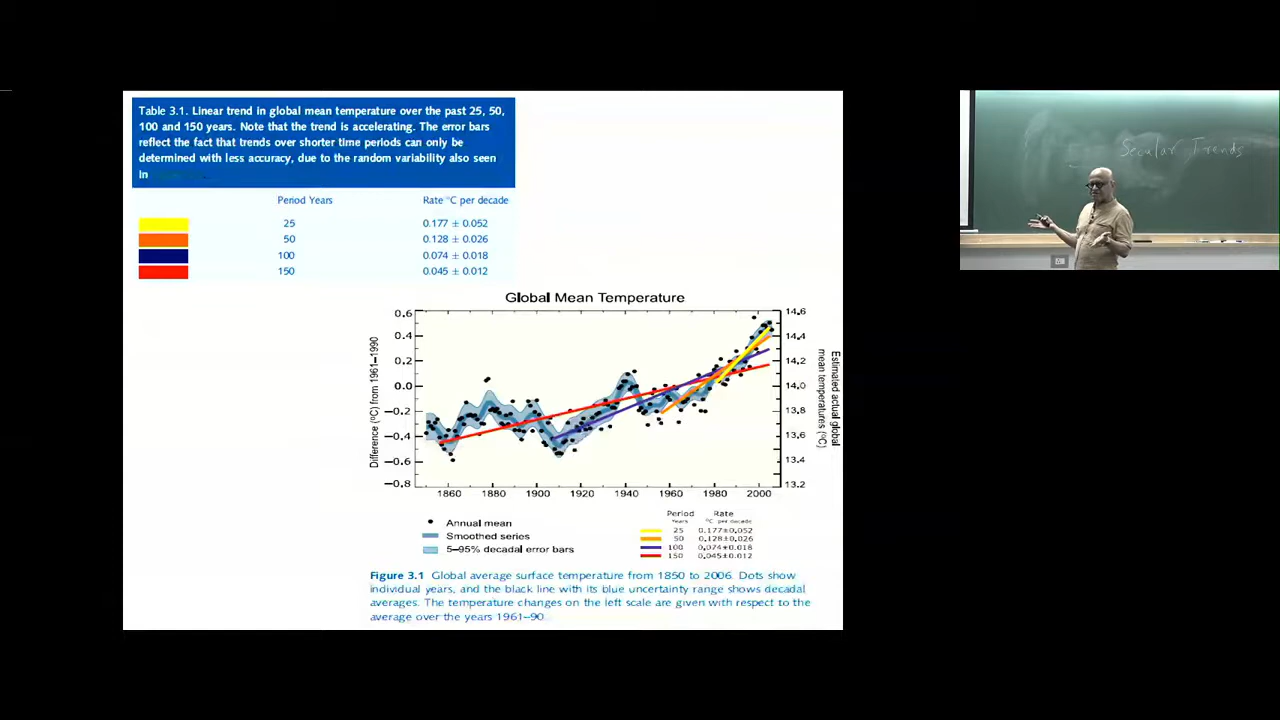 Table 3.1. Linear trend in global mean temperature over the past 25, 50,
100 and 150 years. Note that the trend is accelerating. The error bars
reflect the fact that trends over shorter time periods can only be
determined with less accuracy, due to the random variability also seen
in
Period Years Rate °C per decade
25 0.177 ± 0.052
50 0.128 ± 0.026
100 0.074 ± 0.018
150 0.045 ± 0.012
Secular Trends
Global Mean Temperature
Difference (°C) from 1961–1990
0.6
0.4
0.2
0.0
−0.2
−0.4
−0.6
−0.8
14.6
14.4
14.2
14.0
13.8
13.6
13.4
13.2
Estimated actual global
mean temperatures (°C)
1860 1880 1900 1920 1940 1960 1980 2000
Annual mean
Smoothed series
5–95% decadal error bars
Period Rate
Years °C per decade
25 0.177±0.052
50 0.128±0.026
100 0.074±0.018
150 0.045±0.012
Figure 3.1 Global average surface temperature from 1850 to 2006. Dots show
individual years, and the black line with its blue uncertainty range shows decadal
averages. The temperature changes on the left scale are given with respect to the
average over the years 1961–90.